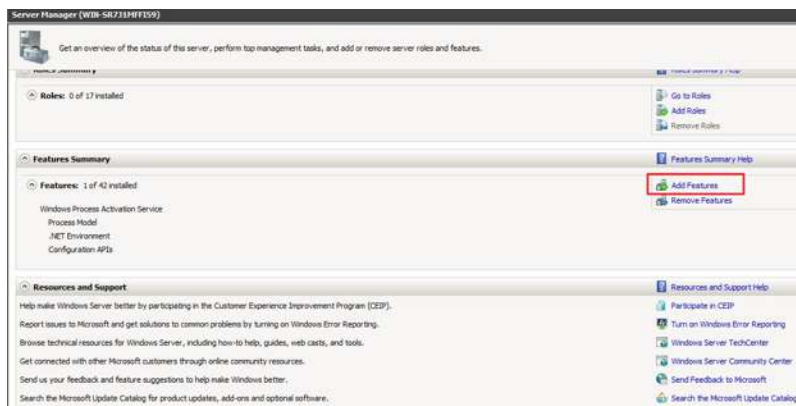 Server Manager (WIN-SR731MFFIS9)
Get an overview of the status of this server, perform top management tasks, and add or remove server roles and features.
Roles Summary
Roles Summary Help
Roles: 0 of 17 installed
Go to Roles
Add Roles
Remove Roles
Features Summary
Features Summary Help
Features: 1 of 42 installed
Add Features
Remove Features
Windows Process Activation Service
Process Model
.NET Environment
Configuration APIs
Resources and Support
Resources and Support Help
Help make Windows Server better by participating in the Customer Experience Improvement Program (CEIP).
Participate in CEIP
Report issues to Microsoft and get solutions to common problems by turning on Windows Error Reporting.
Turn on Windows Error Reporting
Browse technical resources for Windows Server, including how-to help, guides, web casts, and tools.
Windows Server TechCenter
Get connected with other Microsoft customers through online community resources.
Windows Server Community Center
Send us your feedback and feature suggestions to help make Windows better.
Send Feedback to Microsoft
Search the Microsoft Update Catalog for product updates, add-ons and optional software.
Search the Microsoft Update Catalog